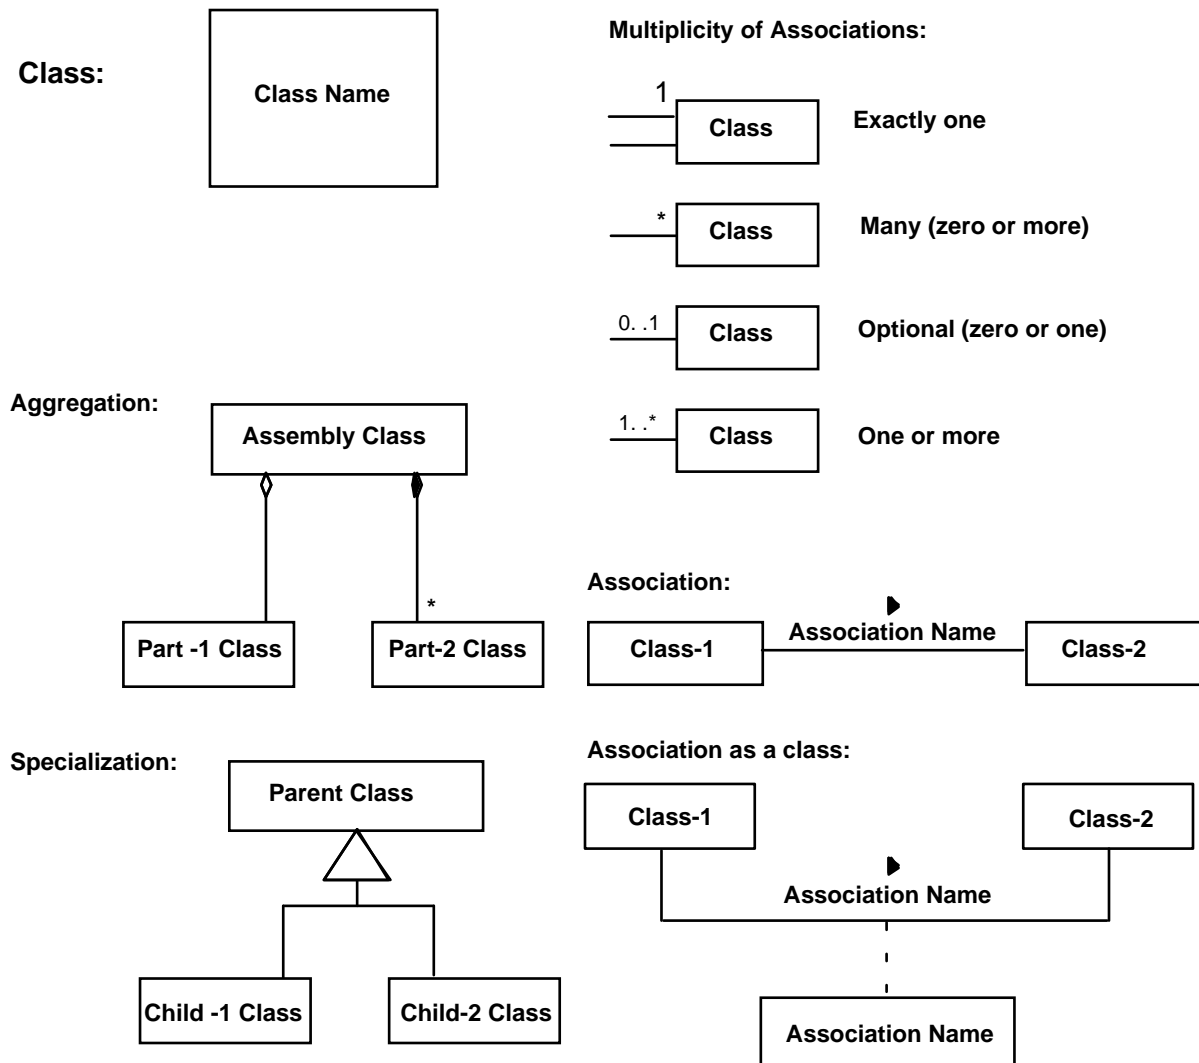 Class:
Class Name
Aggregation:
Assembly Class
*
Part -1 Class
Part-2 Class
Specialization:
Parent Class
Child -1 Class
Child-2 Class
Multiplicity of Associations:
1
Class
Exactly one
*
Class
Many (zero or more)
0. .1
Class
Optional (zero or one)
1. .*
Class
One or more
Association:
Class-1
Association Name
Class-2
Association as a class:
Class-1
Class-2
Association Name
Association Name